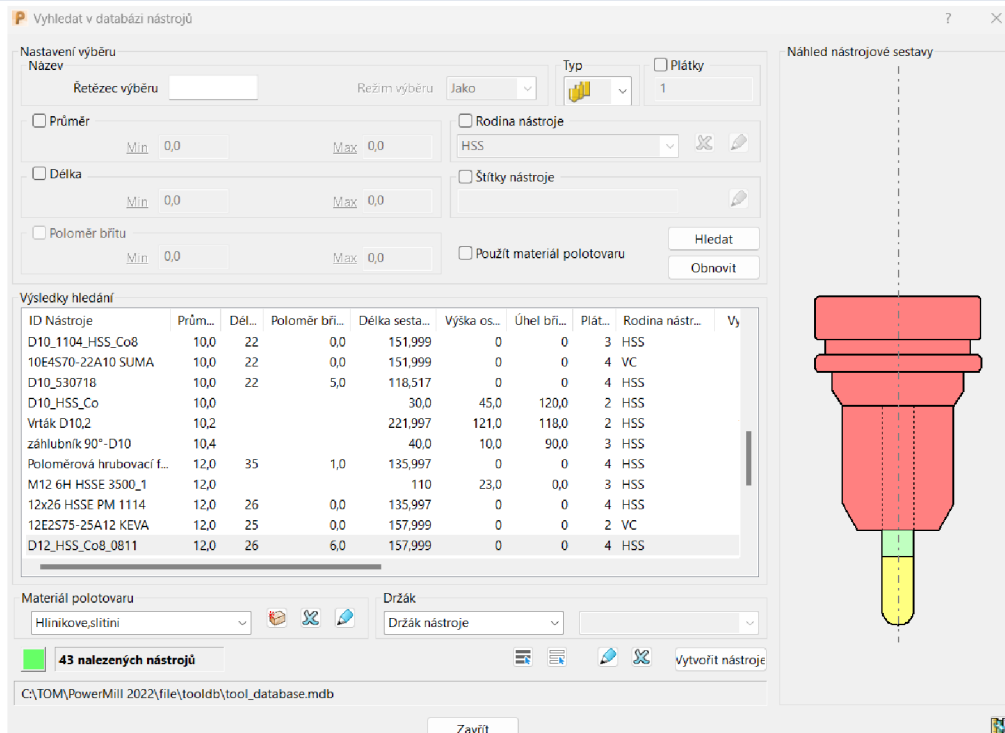 Vyhledat v databázi nástrojů
Nastavení výběru
Název
Řetězec výběru
Režim výběru Jako
Typ
Plátky
1
Průměr
Min 0,0 Max 0,0
Rodina nástroje
HSS
Délka
Min 0,0 Max 0,0
Štítky nástroje
Poloměr břitu
Min 0,0 Max 0,0
Použít materiál polotovaru
Hledat
Obnovit
Náhled nástrojové sestavy
Výsledky hledání
ID Nástroje Prům... Dél... Poloměr bři... Délka sesta... Výška os... Úhel bři... Plát... Rodina nástr... Vy
D10_1104_HSS_Co8 10,0 22 0,0 151,999 0 0 3 HSS
10E4S70-22A10 SUMA 10,0 22 0,0 151,999 0 0 4 VC
D10_530718 10,0 22 5,0 118,517 0 0 4 HSS
D10_HSS_Co 10,0 30,0 45,0 120,0 2 HSS
Vrták D10,2 10,2 221,997 121,0 118,0 2 HSS
záhlubník 90°-D10 10,4 40,0 10,0 90,0 3 HSS
Poloměrová hrubovací f... 12,0 35 1,0 135,997 0 0 4 HSS
M12 6H HSSE 3500_1 12,0 110 23,0 0,0 3 HSS
12x26 HSSE PM 1114 12,0 26 0,0 135,997 0 0 4 HSS
12E2S75-25A12 KEVA 12,0 25 0,0 157,999 0 0 2 VC
D12_HSS_Co8_0811 12,0 26 6,0 157,999 0 0 4 HSS
Materiál polotovaru
Hlinikove,slitini
Držák
Držák nástroje
43 nalezených nástrojů
Vytvořit nástroje
C:\TOM\PowerMill 2022\file\tooldb\tool_database.mdb
Zavřít